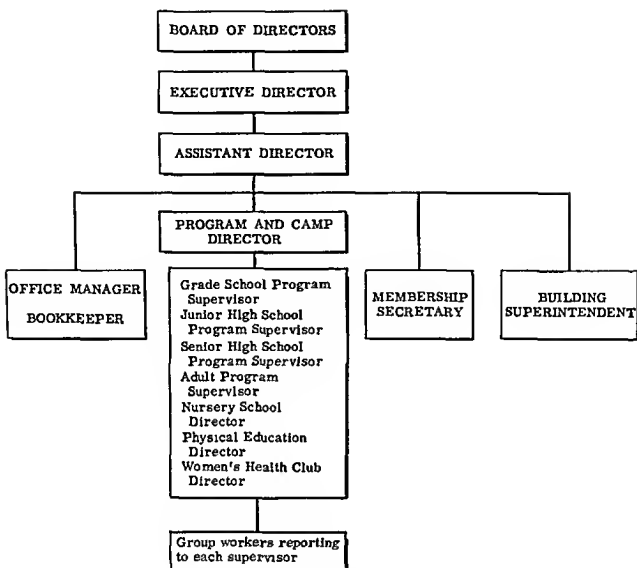 BOARD OF DIRECTORS
EXECUTIVE DIRECTOR
ASSISTANT DIRECTOR
PROGRAM AND CAMP
DIRECTOR
OFFICE MANAGER
BOOKKEEPER
Grade School Program
Supervisor
Junior High School
Program Supervisor
Senior High School
Program Supervisor
Adult Program
Supervisor
Nursery School
Director
Physical Education
Director
Women's Health Club
Director
MEMBERSHIP
SECRETARY
BUILDING
SUPERINTENDENT
Group workers reporting
to each supervisor